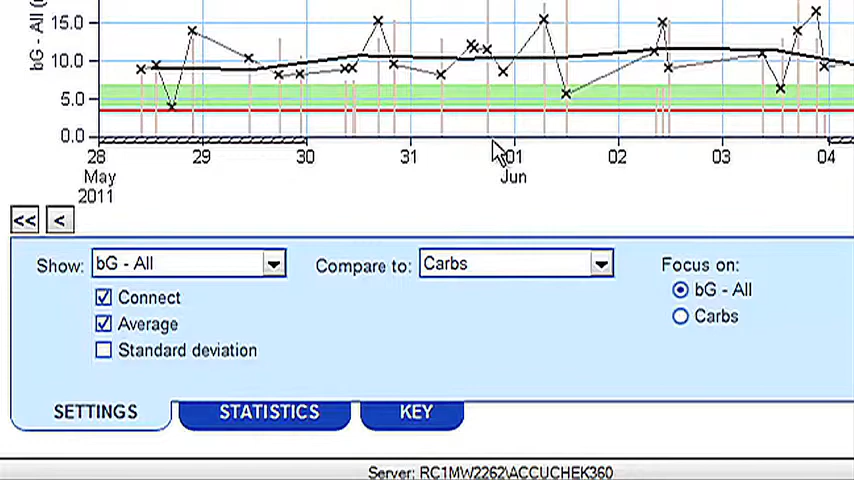 15.0
bG - All (
10.0
5.0
0.0
28 29 30 31 01 02 03 04
May Jun
2011
<< <
Show: bG - All Compare to: Carbs Focus on:
Connect bG - All
Average Carbs
Standard deviation
SETTINGS STATISTICS KEY
Server: RC1MW2262\ACCUCHEK360